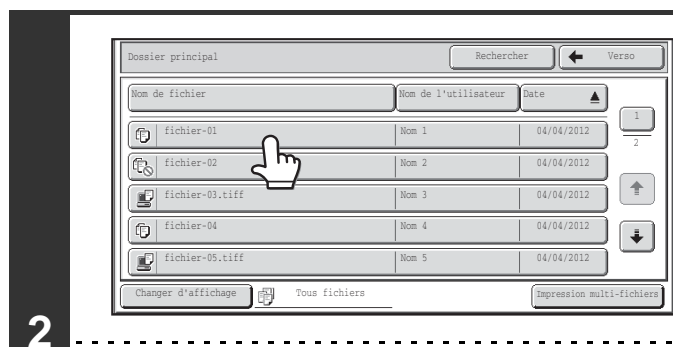 Dossier principal Rechercher Verso
Nom de fichier Nom de l'utilisateur Date
1
2
fichier-01 Nom 1 04/04/2012
fichier-02 Nom 2 04/04/2012
fichier-03.tiff Nom 3 04/04/2012
fichier-04 Nom 4 04/04/2012
fichier-05.tiff Nom 5 04/04/2012
Changer d'affichage Tous fichiers Impression multi-fichiers
2